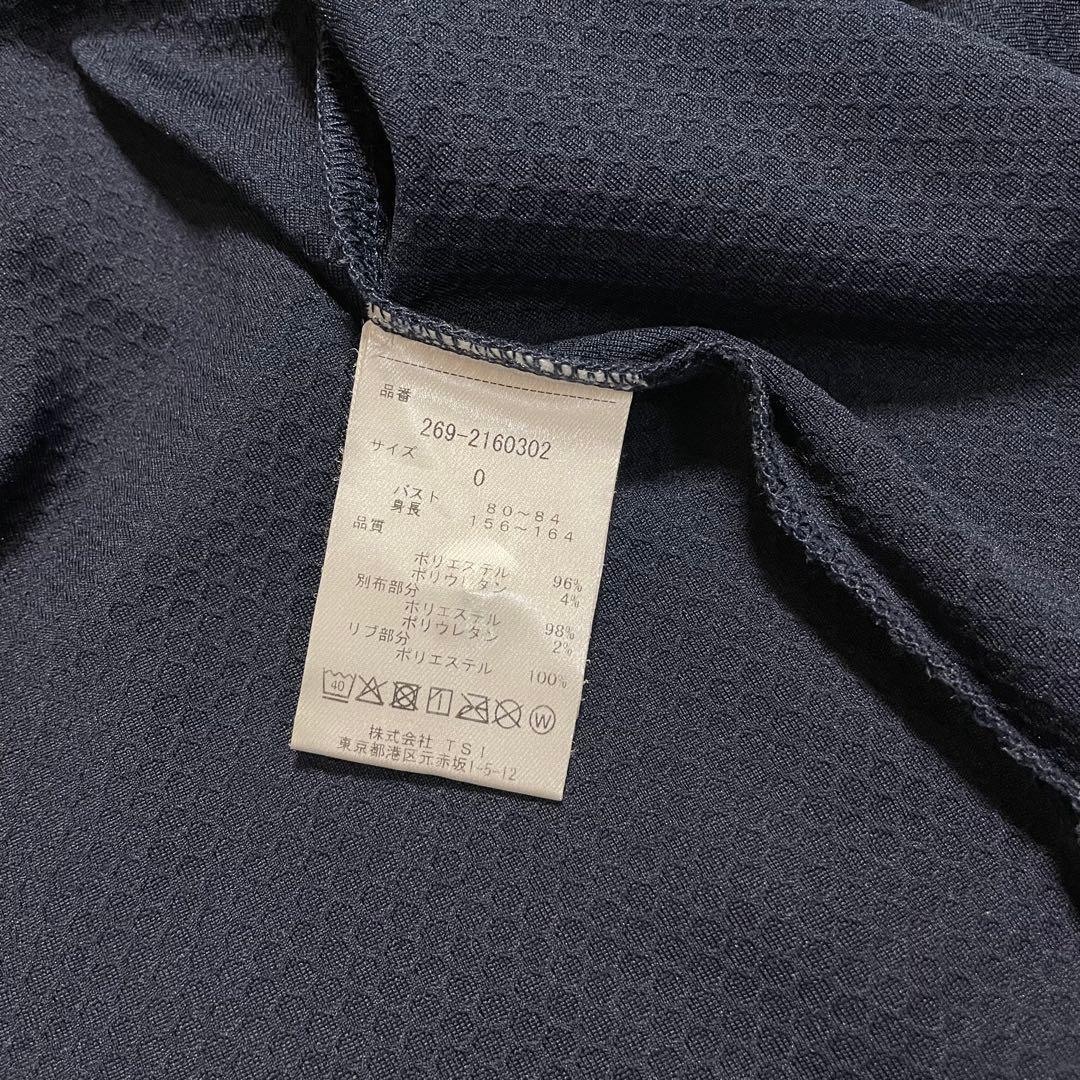 品番
269-2160302
サイズ
0
バスト 80～84
身長 156～164
品質
ポリエステル 96%
ポリウレタン 4%
別布部分
ポリエステル 98%
ポリウレタン 2%
リブ部分
ポリエステル 100%
40 W
株式会社 TSI
東京都港区元赤坂1-5-12